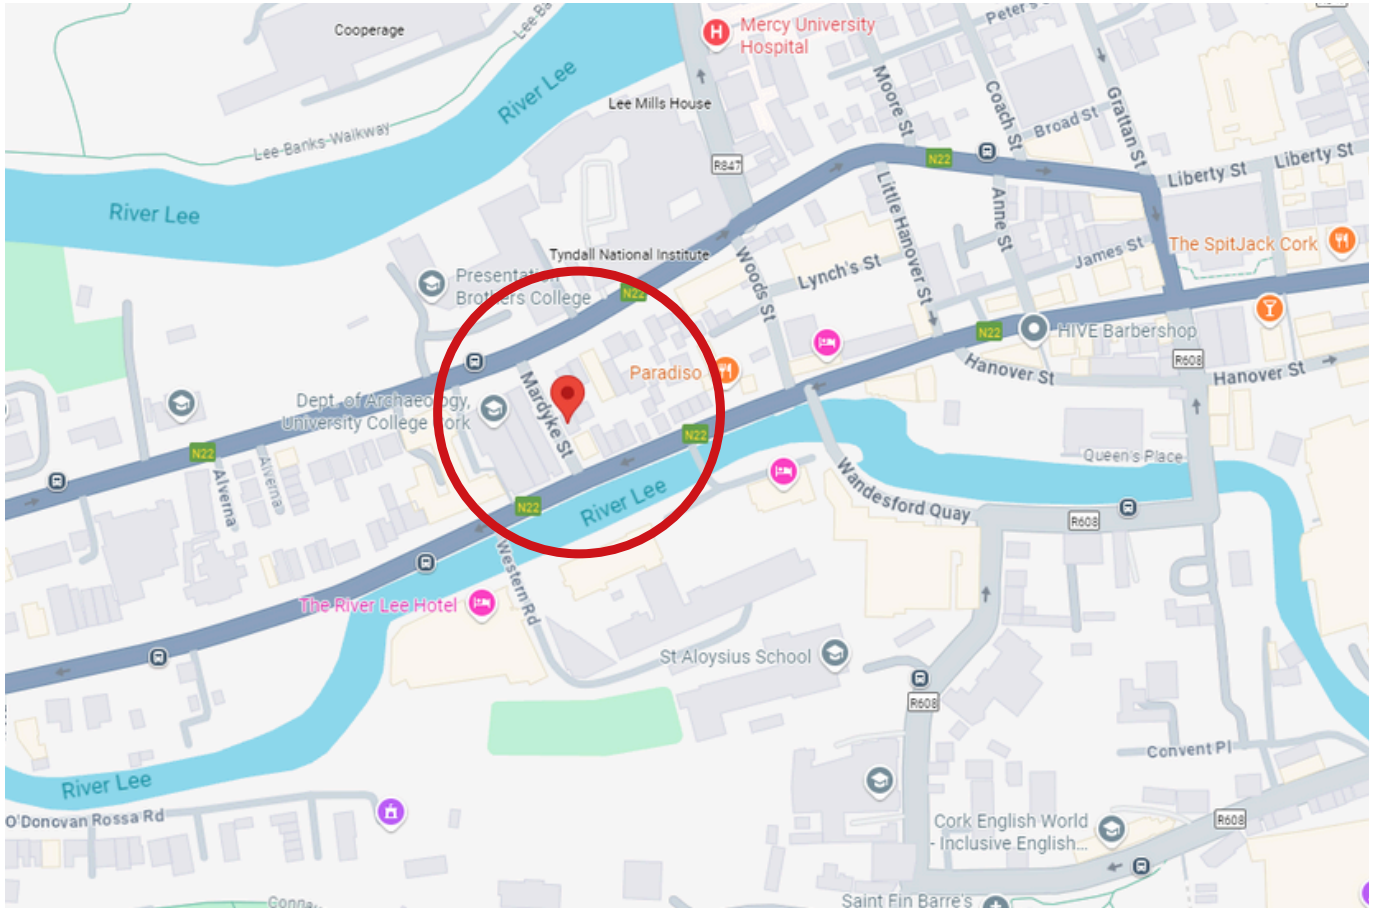 Cooperage
Lee Ba
Mercy University
Hospital
Peter's
River Lee
Lee Mills House
Moore St
Coach St
Grattan St
Broad St
Lee Banks Walkway
R847
N22
Liberty St
Liberty St
River Lee
Little Hanover St
Anne St
James St
The SpitJack Cork
Tyndall National Institute
Woods St
Lynch's St
Presentation
Brothers College
N22
N22
HIVE Barbershop
R608
Hanover St
Hanover St
Paradiso
Mardyke St
Dept. of Archaeology,
University College Cork
N22
N22
Alverna
Alverna
Queen's Place
Wandesford Quay
River Lee
N22
R608
Western Rd
The River Lee Hotel
St Aloysius School
R608
Convent Pl
River Lee
O'Donovan Rossa Rd
Cork English World
- Inclusive English...
R608
Conna
Saint Fin Barre's